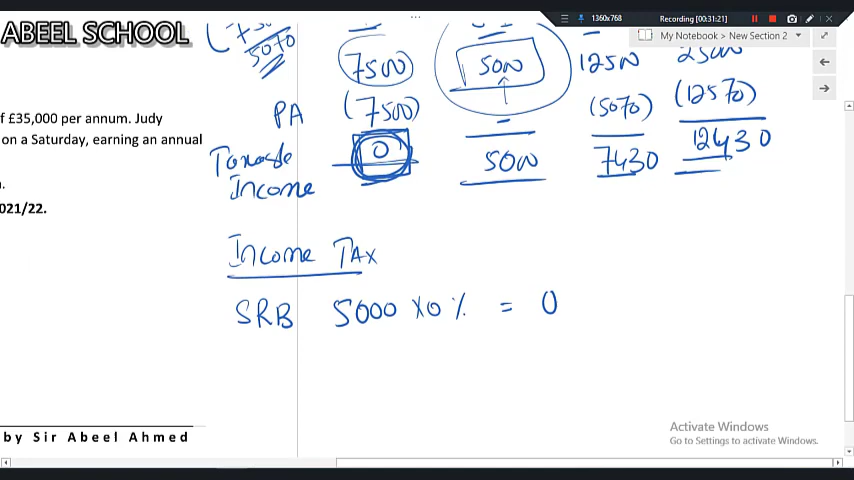 1360x768 Recording [00:31:21]
ABEEL SCHOOL
My Notebook > New Section 2
5070
7500 5000 12500 25000
of £35,000 per annum. Judy
PA (7500) - (5070) (12570)
on a Saturday, earning an annual
Taxable 0 5000 7430 12430
Income
021/22.
Income Tax
SRB 5000 x 0% = 0
Activate Windows
by Sir Abeel Ahmed
Go to Settings to activate Windows.